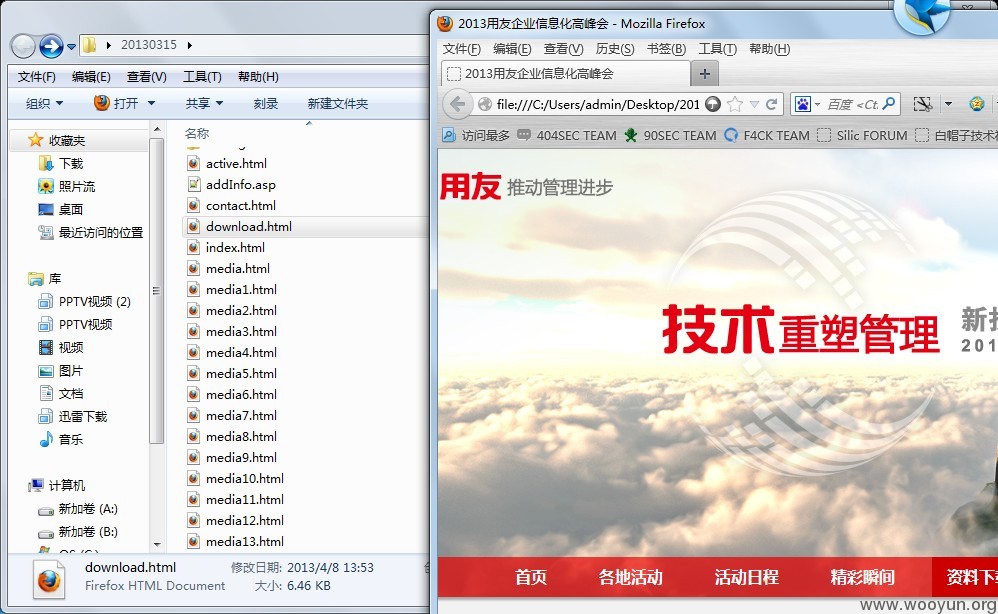 20130315
文件(F) 编辑(E) 查看(V) 工具(T) 帮助(H)
组织 打开 共享 刻录 新建文件夹
收藏夹
下载
照片流
桌面
最近访问的位置
库
PPTV视频 (2)
PPTV视频
视频
图片
文档
迅雷下载
音乐
计算机
新加卷 (A:)
新加卷 (B:)
名称
active.html
addInfo.asp
contact.html
download.html
index.html
media.html
media1.html
media2.html
media3.html
media4.html
media5.html
media6.html
media7.html
media8.html
media9.html
media10.html
media11.html
media12.html
media13.html
download.html 修改日期: 2013/4/8 13:53
Firefox HTML Document 大小: 6.46 KB
2013用友企业信息化高峰会 - Mozilla Firefox
文件(F) 编辑(E) 查看(V) 历史(S) 书签(B) 工具(T) 帮助(H)
2013用友企业信息化高峰会
file:///C:/Users/admin/Desktop/201 百度 <Ct
访问最多 404SEC TEAM 90SEC TEAM F4CK TEAM Silic FORUM 白帽子技术
用友 推动管理进步
技术重塑管理
新
201
首页 各地活动 活动日程 精彩瞬间 资料下
www.wooyun.org